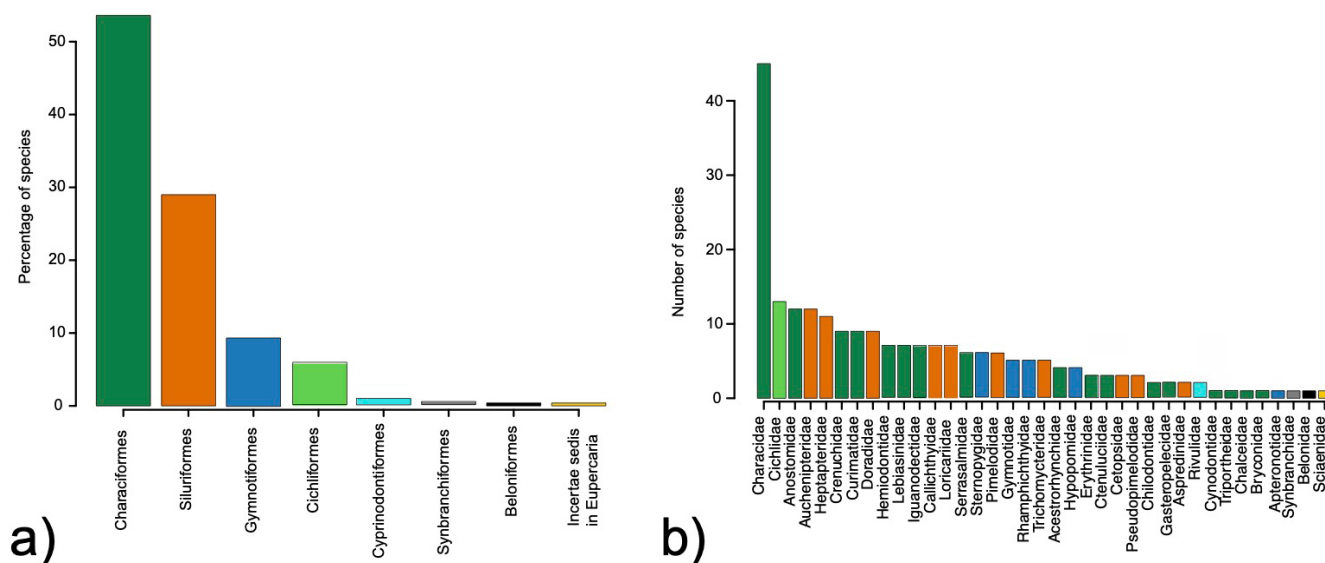 Percentage of species
50
40
30
20
10
0
Characiformes
Siluriformes
Gymnotiformes
Cichliformes
Cyprinodontiformes
Synbranchiformes
Beloniformes
Incertae sedis
in Eupercaria
a)
Number of species
40
30
20
10
0
Characidae
Cichlidae
Anostomidae
Auchenipteridae
Heptapteridae
Crenuchidae
Curimatidae
Doradidae
Hemiodontidae
Lebiasinidae
Iguanodectidae
Callichthyidae
Loricariidae
Serrasalmidae
Sternopygidae
Pimelodidae
Gymnotidae
Rhamphichthyidae
Trichomycteridae
Acestrorhynchidae
Hypopomidae
Erythrinidae
Ctenuluciidae
Cetopsidae
Pseudopimelodidae
Chilodontidae
Gasteropelecidae
Aspredinidae
Rivulidae
Cynodontidae
Triportheidae
Chalceidae
Bryconidae
Apteronotidae
Synbranchidae
Belonidae
Sciaenidae
b)